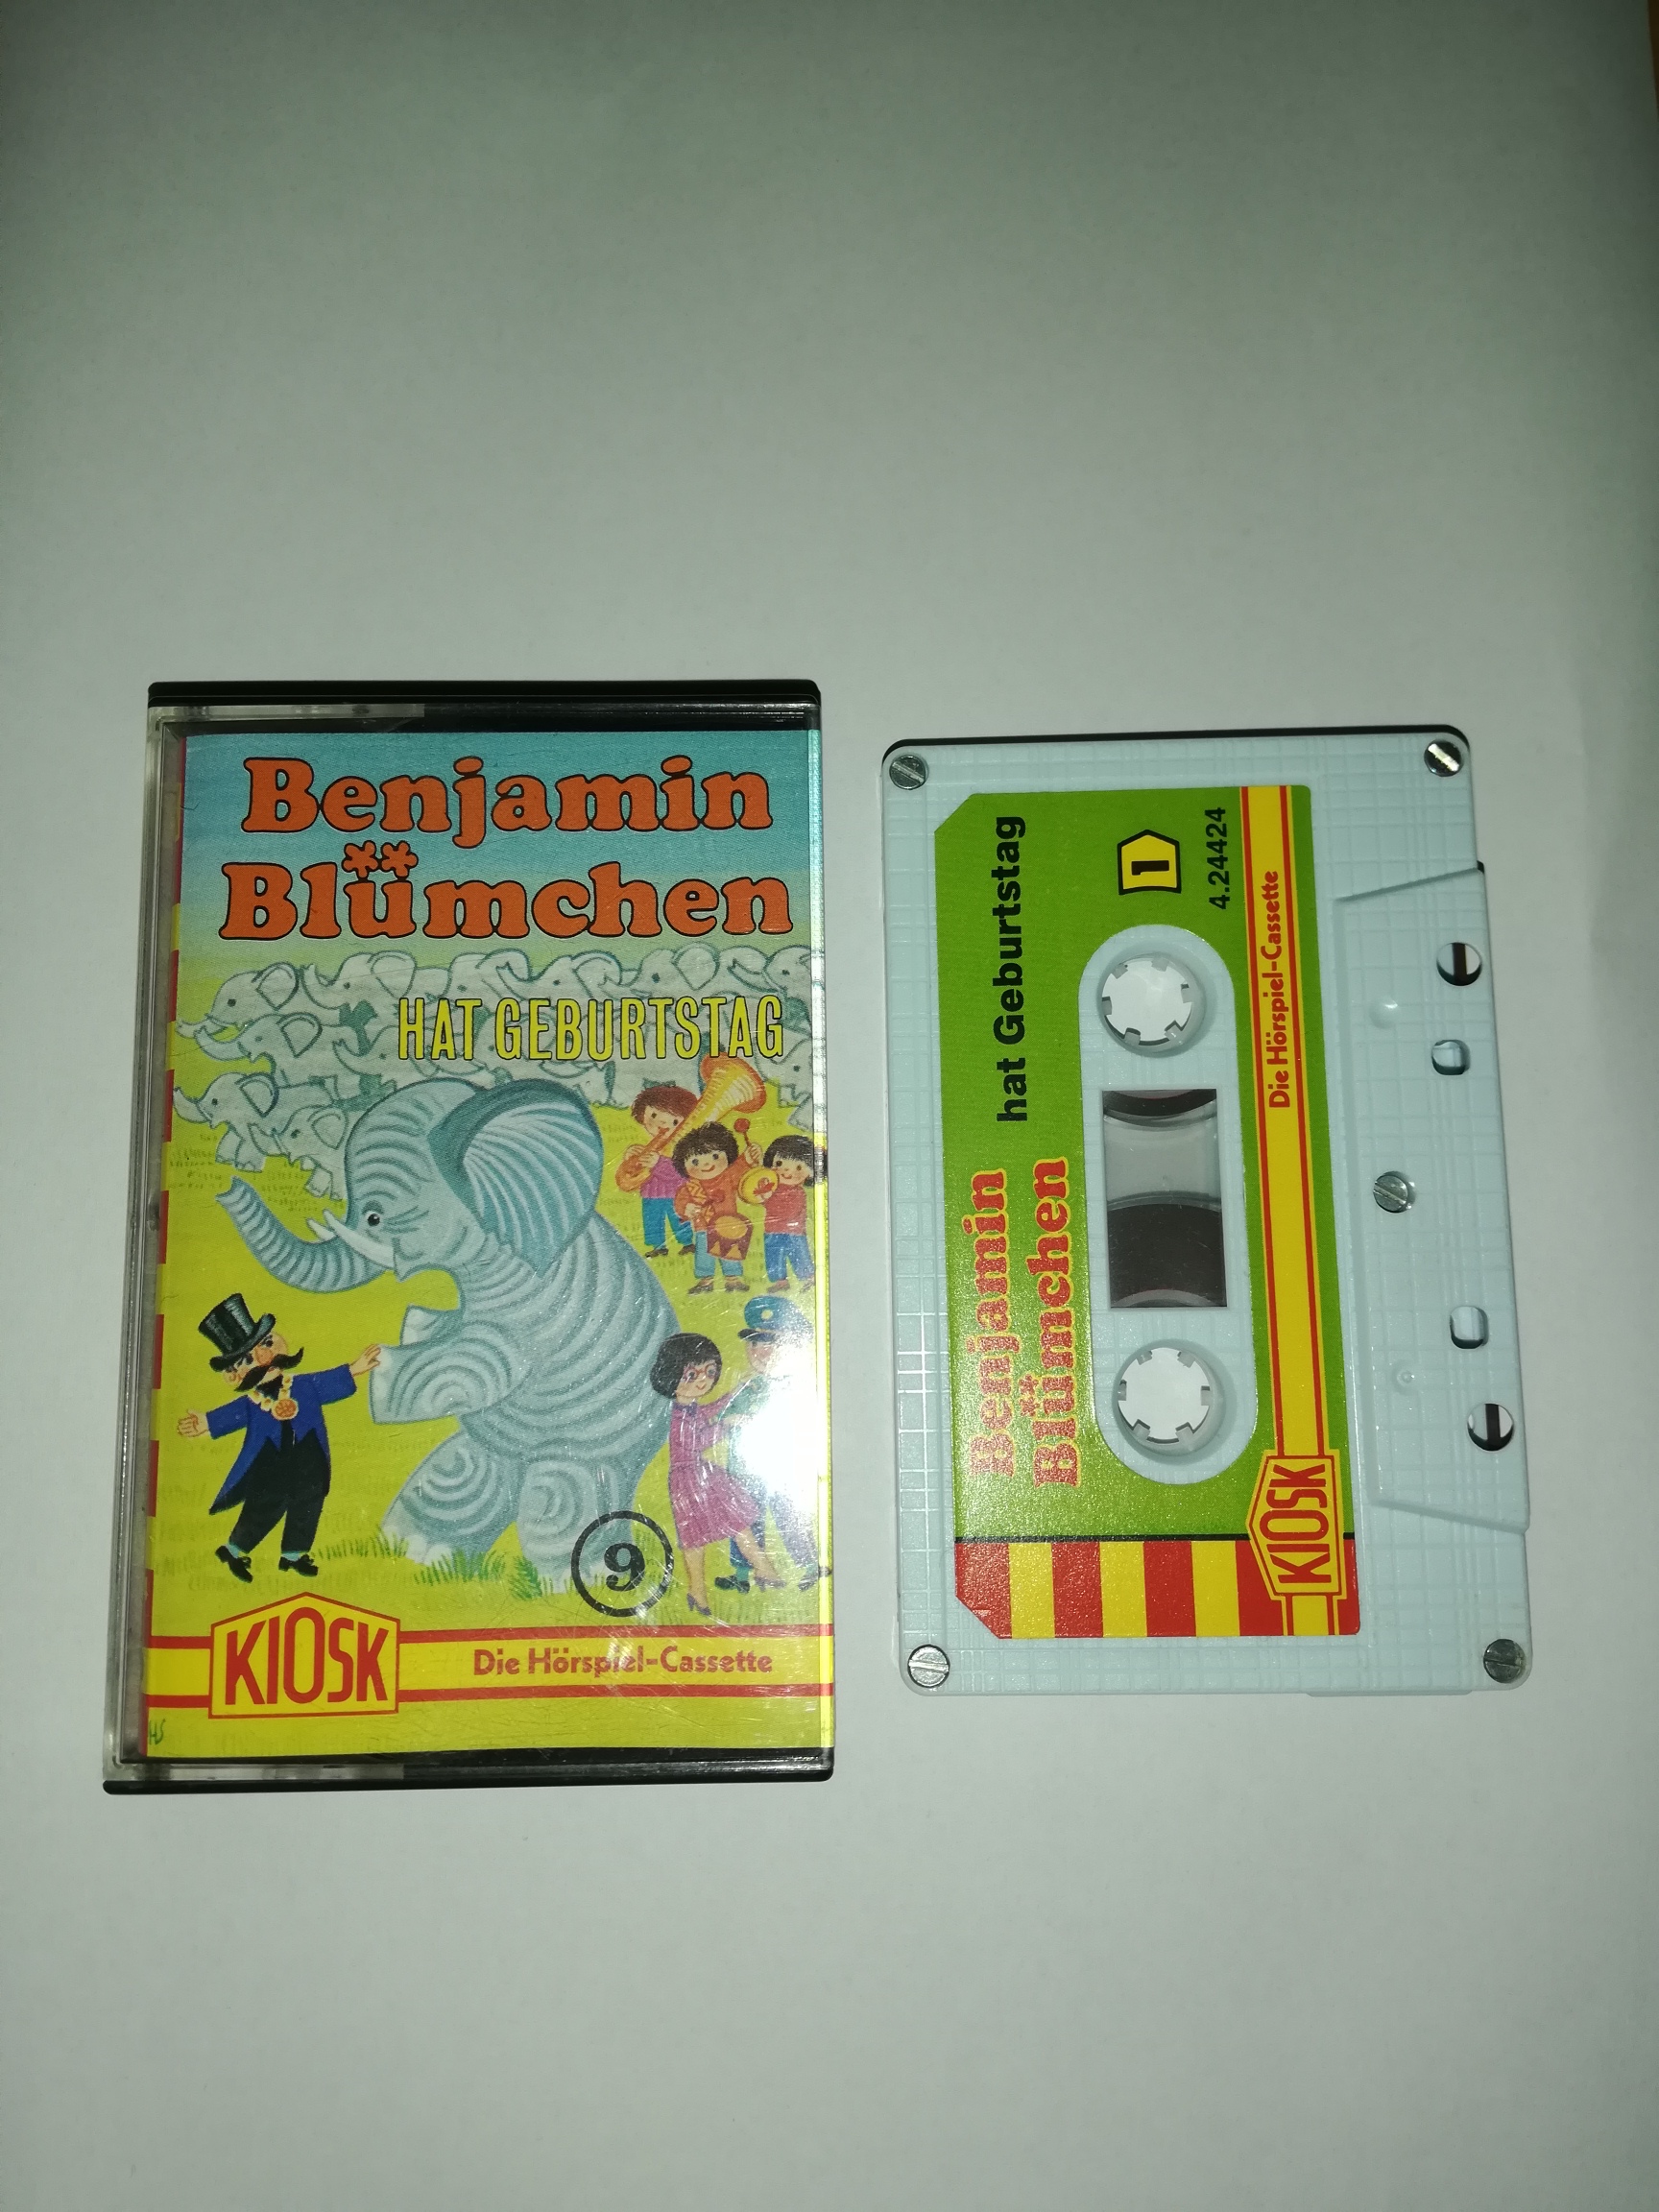 Benjamin
Blümchen
HAT GEBURTSTAG
9
KIOSK
Die Hörspiel-Cassette
HS
Benjamin
Blümchen
hat Geburtstag
1
4.24424
Die Hörspiel-Cassette
KIOSK